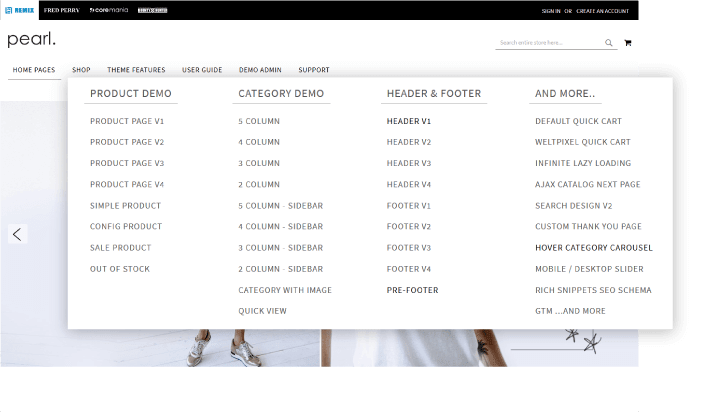 REMIX FRED PERRY coremania
SIGN IN OR CREATE AN ACCOUNT
pearl.
Search entire store here...
HOME PAGES SHOP THEME FEATURES USER GUIDE DEMO ADMIN SUPPORT
PRODUCT DEMO
PRODUCT PAGE V1
PRODUCT PAGE V2
PRODUCT PAGE V3
PRODUCT PAGE V4
SIMPLE PRODUCT
CONFIG PRODUCT
SALE PRODUCT
OUT OF STOCK
CATEGORY DEMO
5 COLUMN
4 COLUMN
3 COLUMN
2 COLUMN
5 COLUMN - SIDEBAR
4 COLUMN - SIDEBAR
3 COLUMN - SIDEBAR
2 COLUMN - SIDEBAR
CATEGORY WITH IMAGE
QUICK VIEW
HEADER & FOOTER
HEADER V1
HEADER V2
HEADER V3
HEADER V4
FOOTER V1
FOOTER V2
FOOTER V3
FOOTER V4
PRE-FOOTER
AND MORE..
DEFAULT QUICK CART
WELTPIXEL QUICK CART
INFINITE LAZY LOADING
AJAX CATALOG NEXT PAGE
SEARCH DESIGN V2
CUSTOM THANK YOU PAGE
HOVER CATEGORY CAROUSEL
MOBILE / DESKTOP SLIDER
RICH SNIPPETS SEO SCHEMA
GTM ...AND MORE